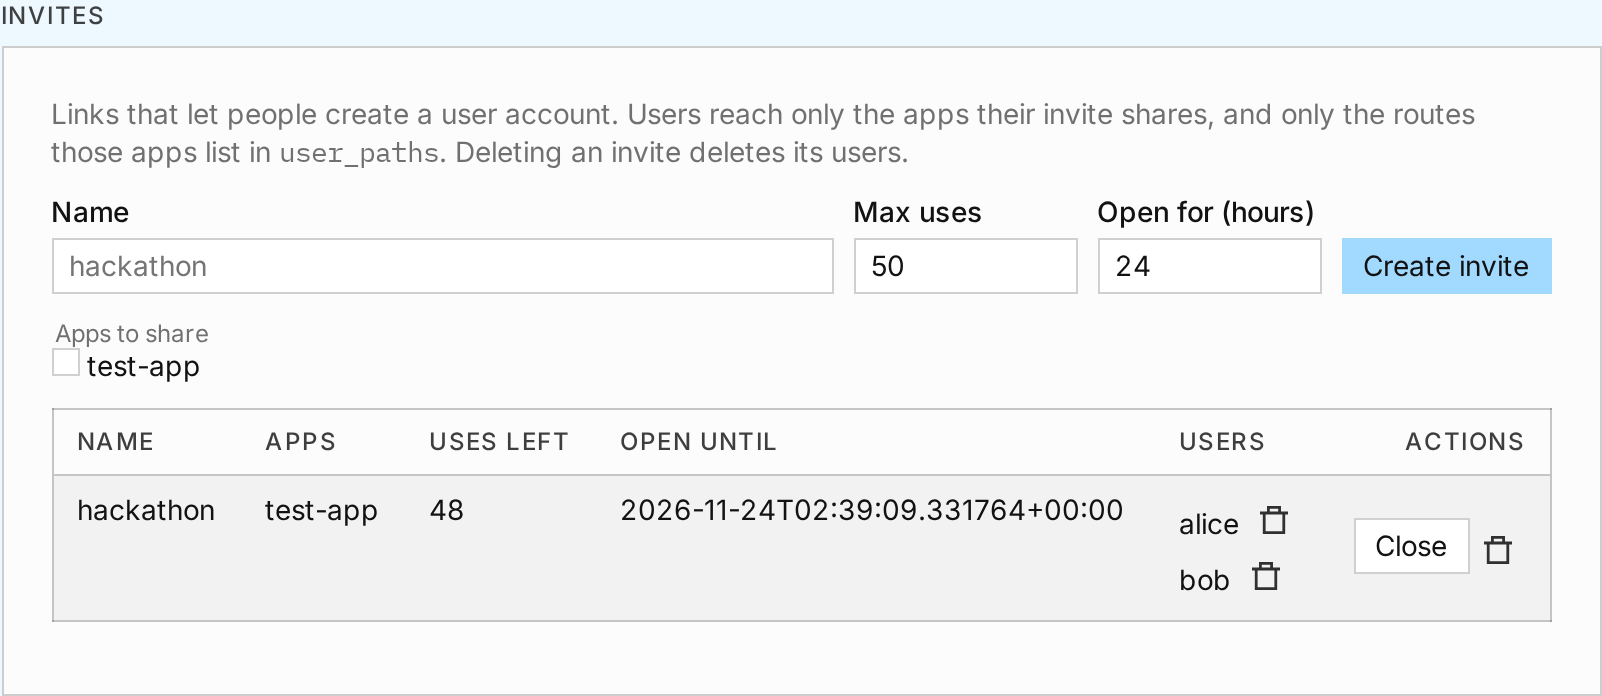 INVITES
Links that let people create a user account. Users reach only the apps their invite shares, and only the routes
those apps list in user_paths. Deleting an invite deletes its users.
Name Max uses Open for (hours)
hackathon 50 24 Create invite
Apps to share
test-app
NAME APPS USES LEFT OPEN UNTIL USERS ACTIONS
hackathon test-app 48 2026-11-24T02:39:09.331764+00:00 alice
Close
bob